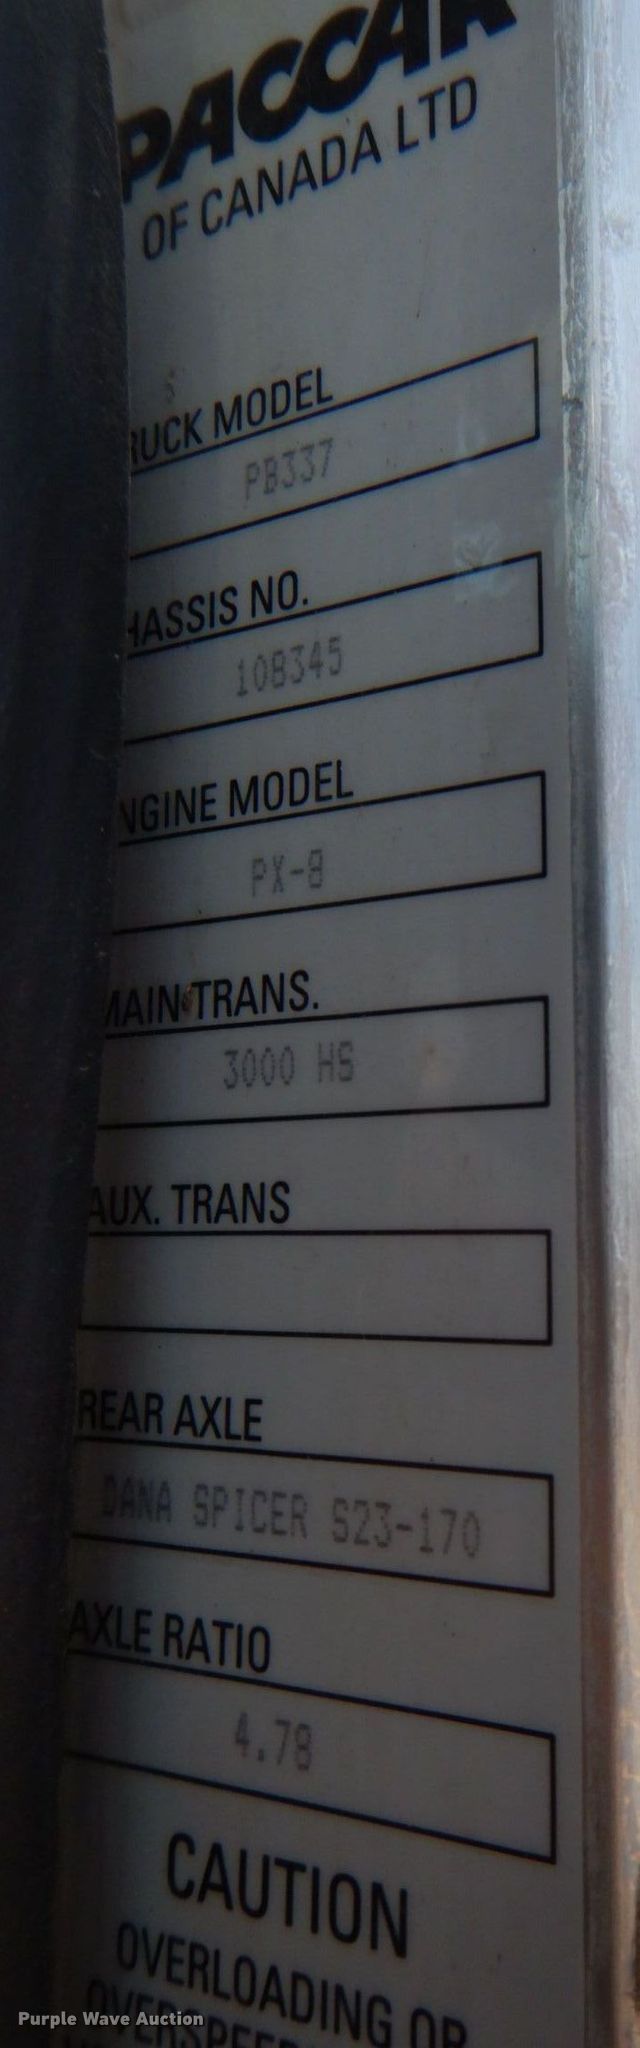 PACCAR
OF CANADA LTD
RUCK MODEL
PB337
HASSIS NO.
108345
NGINE MODEL
PX-8
MAIN TRANS.
3000 HS
AUX. TRANS
REAR AXLE
DANA SPICER S23-170
AXLE RATIO
4.78
CAUTION
OVERLOADING OR
Purple Wave Auction